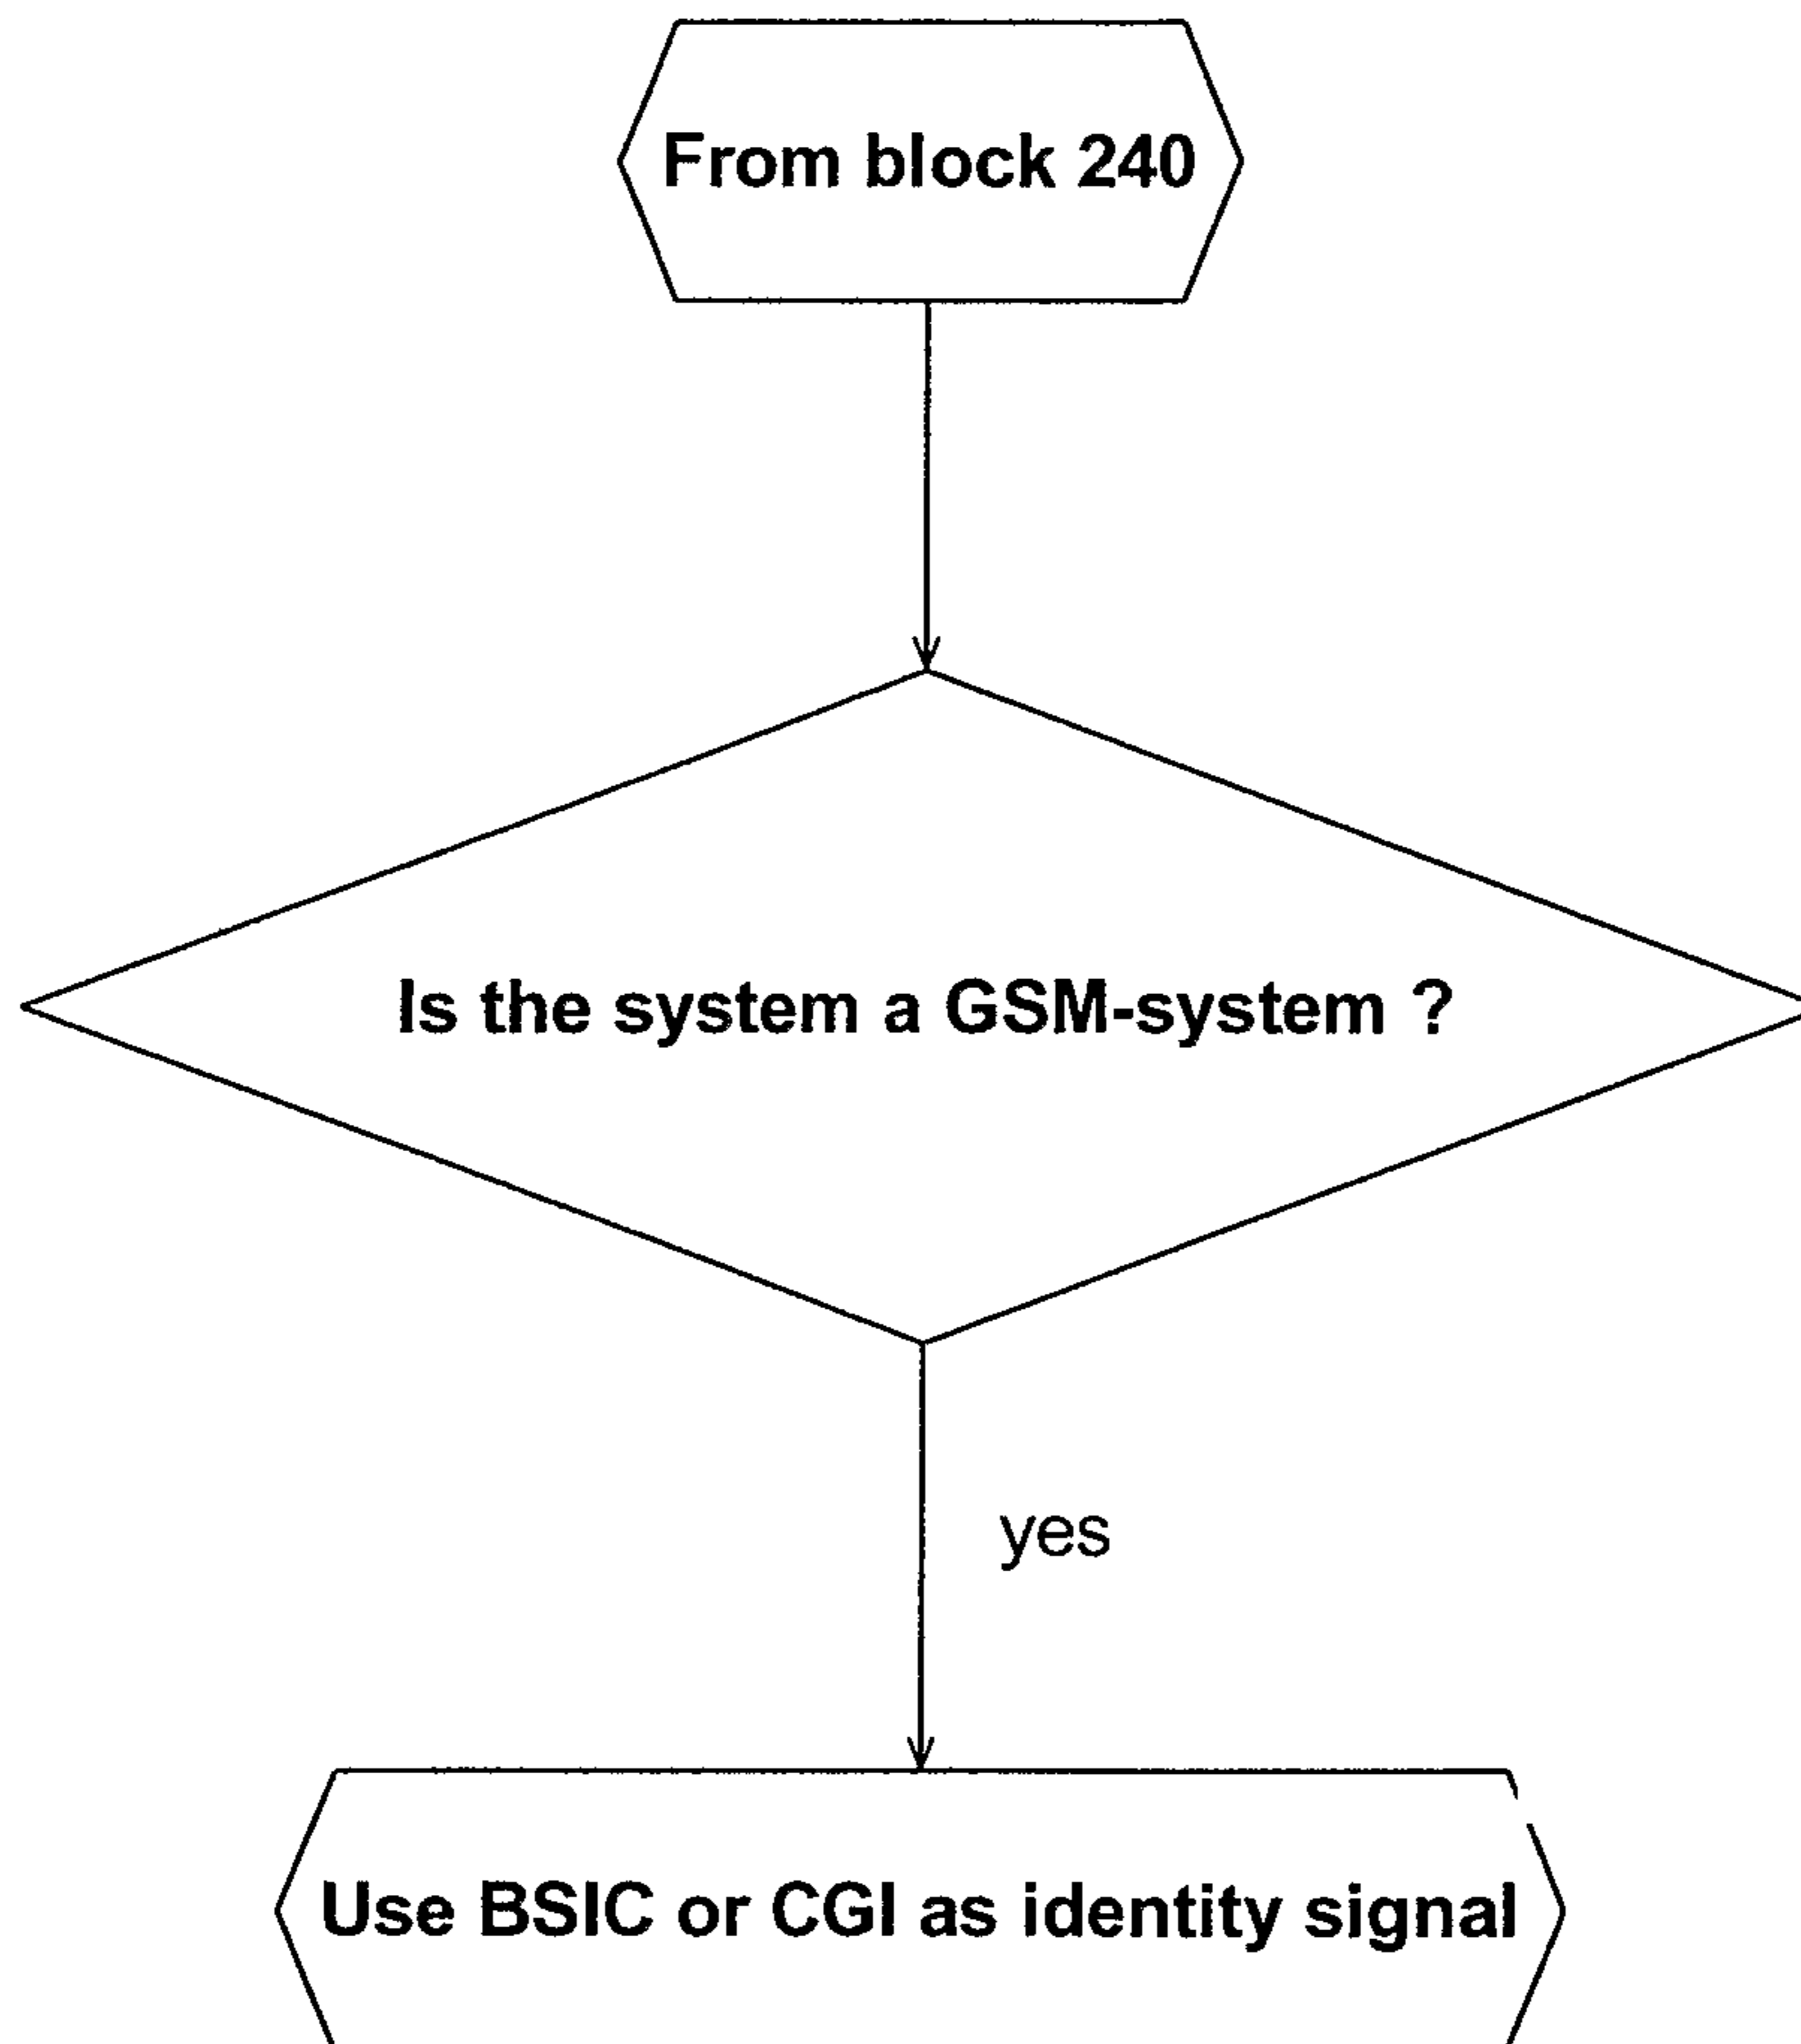 From block 240
Is the system a GSM-system ?
yes
Use BSIC or CGI as identity signal